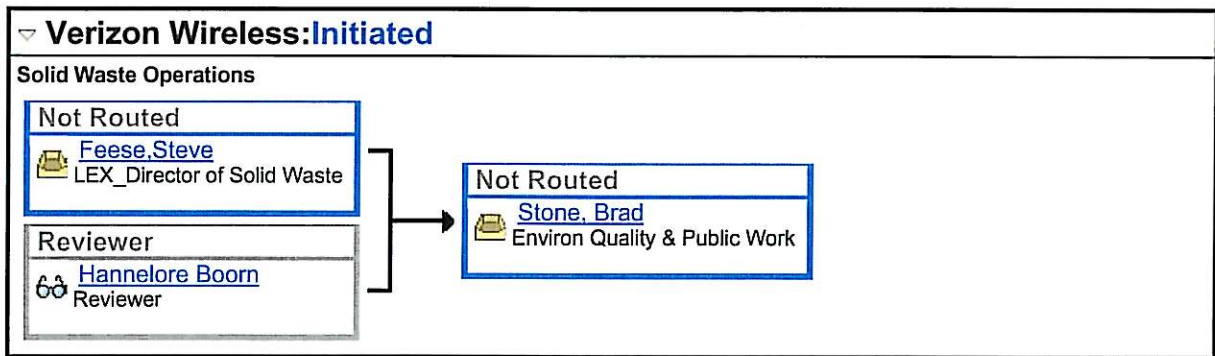 Verizon Wireless:Initiated
Solid Waste Operations
Not Routed
Feese,Steve
LEX_Director of Solid Waste
Reviewer
Hannelore Boorn
Reviewer
Not Routed
Stone, Brad
Environ Quality & Public Work